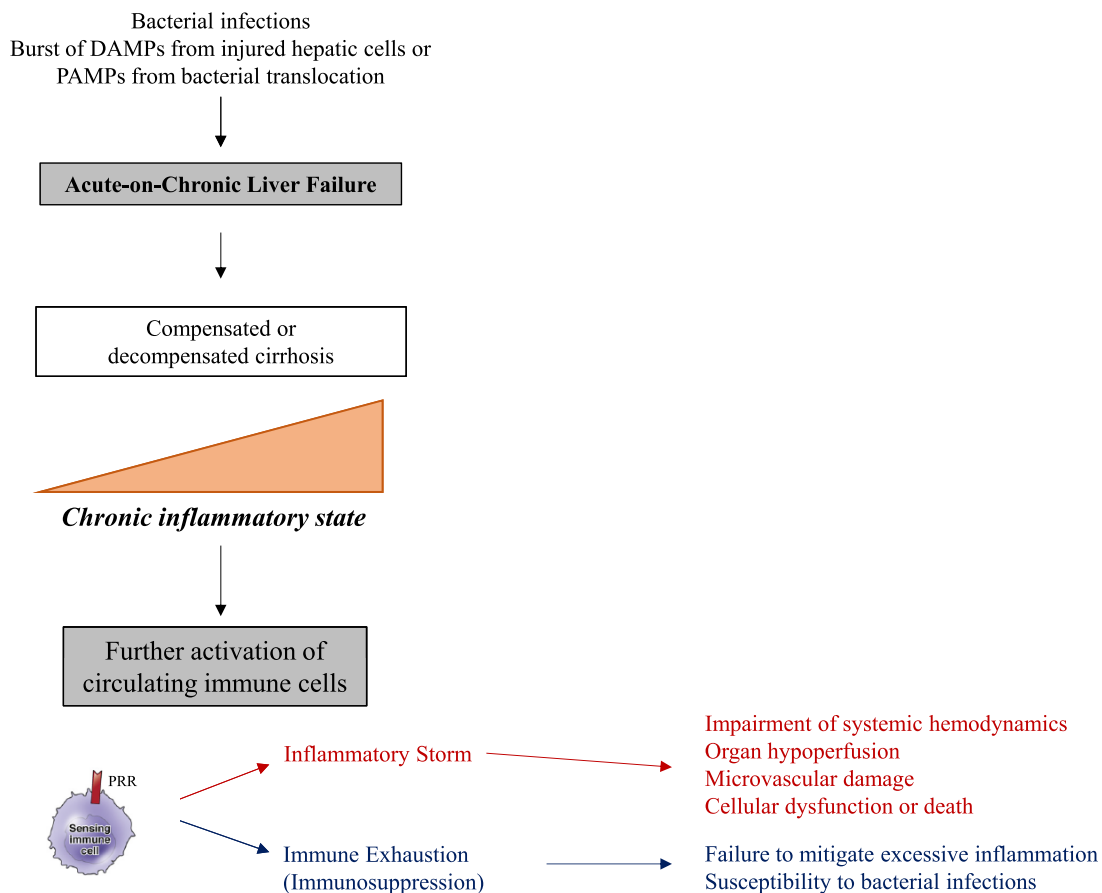 Bacterial infections
Burst of DAMPs from injured hepatic cells or
PAMPs from bacterial translocation
Acute-on-Chronic Liver Failure
Compensated or
decompensated cirrhosis
Chronic inflammatory state
Further activation of
circulating immune cells
PRR
Sensing
immune
cell
Inflammatory Storm
Impairment of systemic hemodynamics
Organ hypoperfusion
Microvascular damage
Cellular dysfunction or death
Immune Exhaustion
(Immunosuppression)
Failure to mitigate excessive inflammation
Susceptibility to bacterial infections